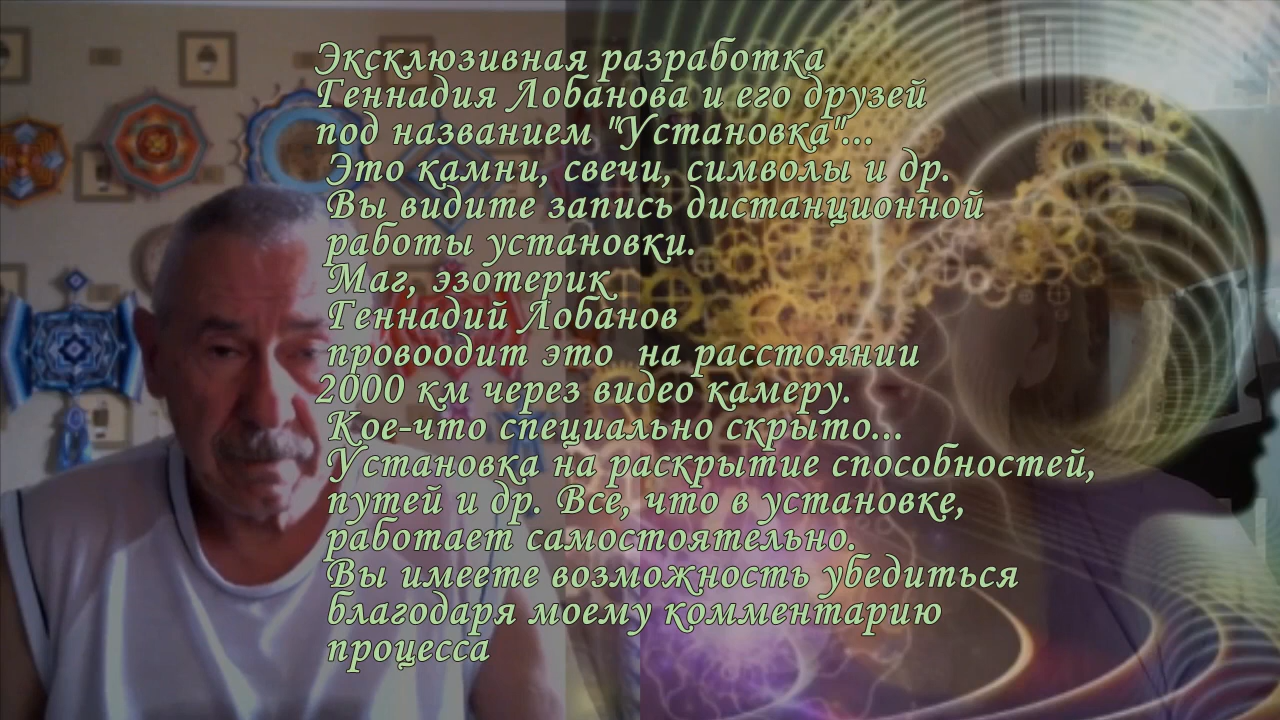 Эксклюзивная разработка
Геннадия Лобанова и его друзей
под названием "Установка"...
Это камни, свечи, символы и др.
Вы видите запись дистанционной
работы установки.
Маг, эзотерик
Геннадий Лобанов
провоодит это на расстоянии
2000 км через видео камеру.
Кое-что специально скрыто...
Установка на раскрытие способностей,
путей и др. Все, что в установке,
работает самостоятельно.
Вы имеете возможность убедиться
благодаря моему комментарию
процесса